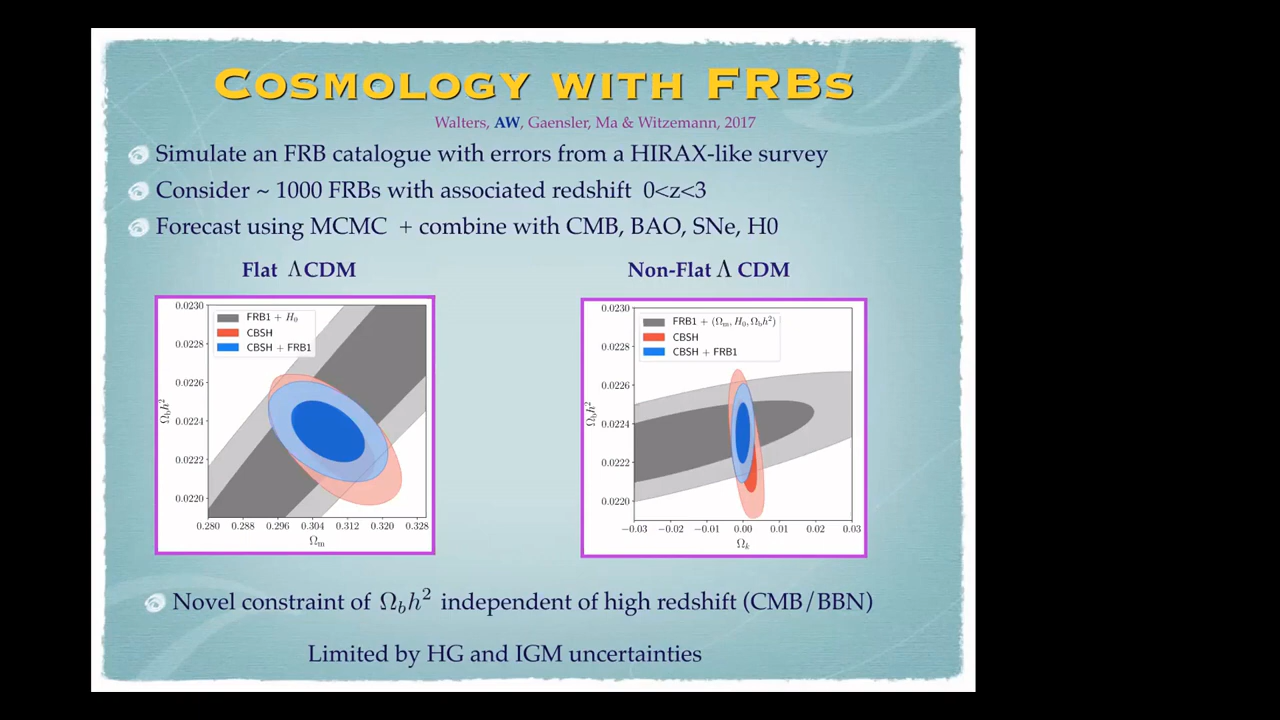 COSMOLOGY WITH FRBS
Walters, AW, Gaensler, Ma & Witzemann, 2017
Simulate an FRB catalogue with errors from a HIRAX-like survey
Consider ~ 1000 FRBs with associated redshift 0<z<3
Forecast using MCMC + combine with CMB, BAO, SNe, H0
Flat Λ CDM
Non-Flat Λ CDM
FRB1 + H₀
CBSH
CBSH + FRB1
0.0230
0.0228
0.0226
0.0224
0.0222
0.0220
Ω_b h²
0.280 0.288 0.296 0.304 0.312 0.320 0.328
Ω_m
FRB1 + (Ω_m, H₀, Ω_b h²)
CBSH
CBSH + FRB1
0.0230
0.0228
0.0226
0.0224
0.0222
0.0220
Ω_b h²
−0.03 −0.02 −0.01 0.00 0.01 0.02 0.03
Ω_k
Novel constraint of Ω_b h² independent of high redshift (CMB/BBN)
Limited by HG and IGM uncertainties